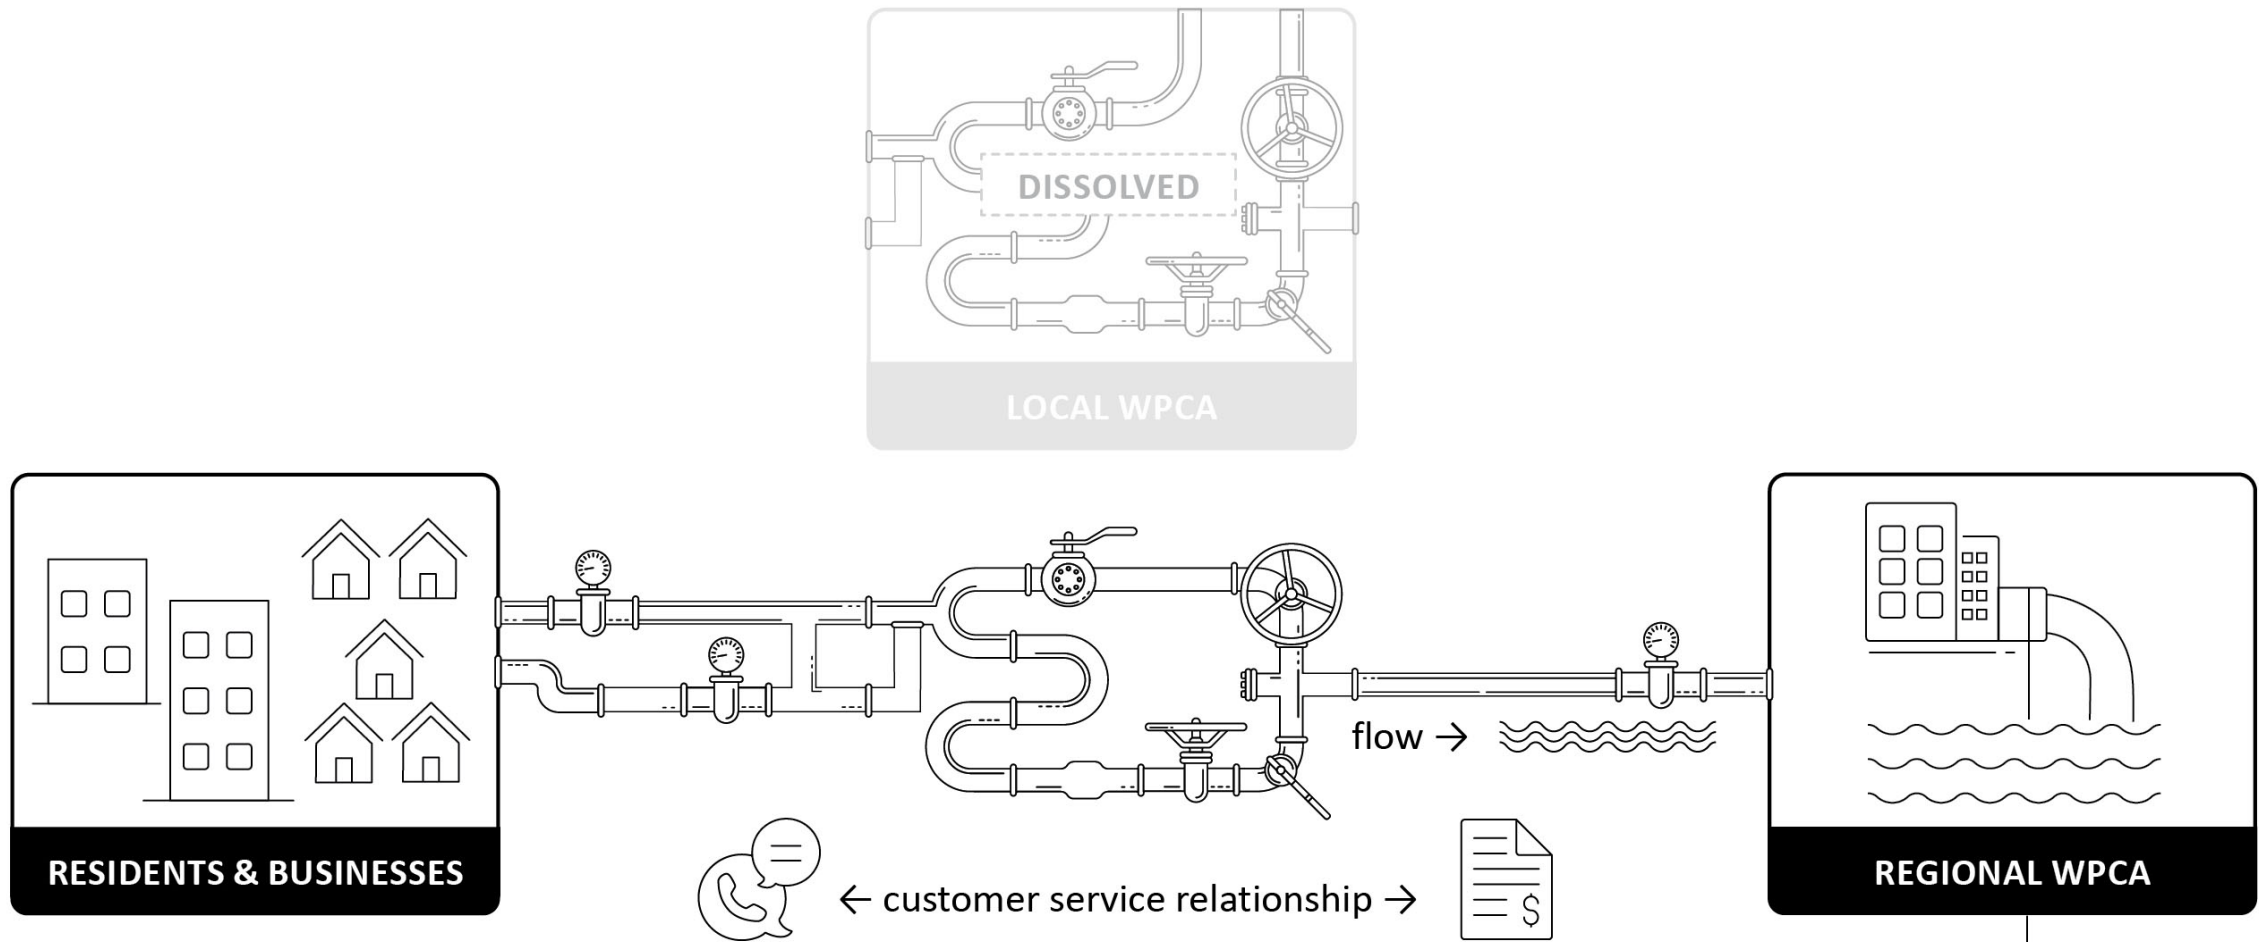 DISSOLVED
LOCAL WPCA
flow →
RESIDENTS & BUSINESSES
← customer service relationship →
$
REGIONAL WPCA